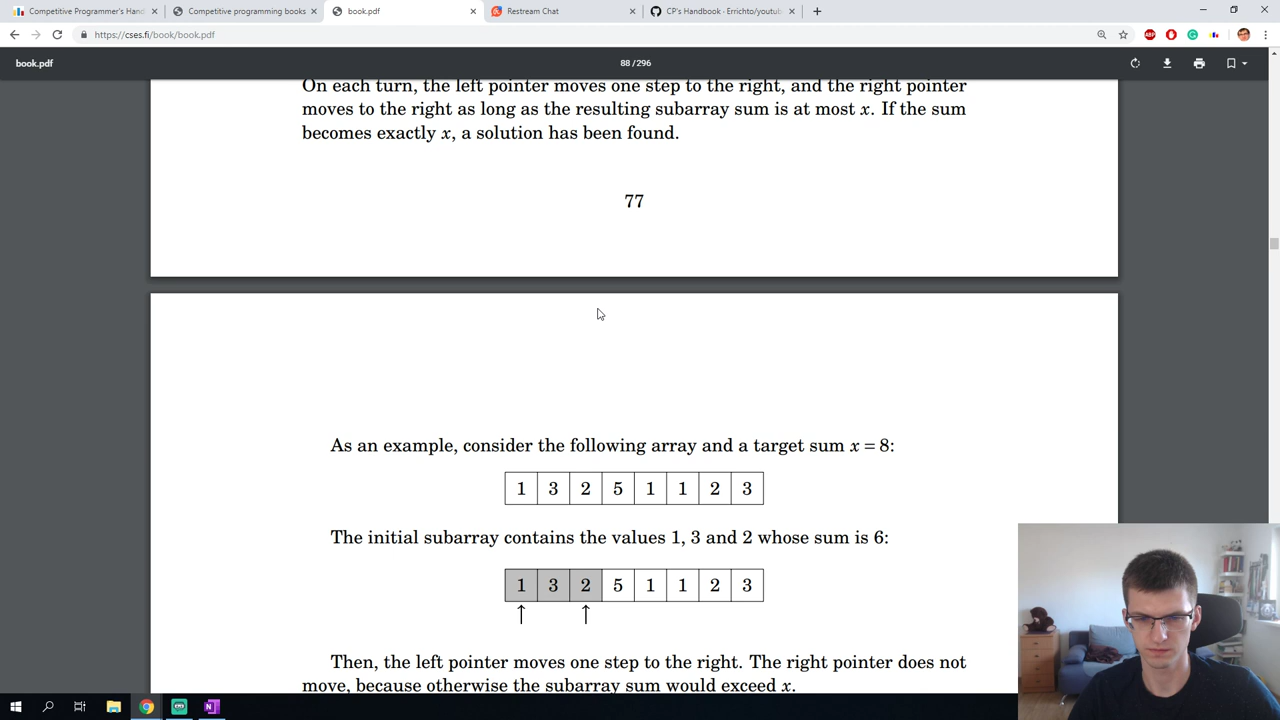 Competitive Programmer's Hand
Competitive programming books
book.pdf
Restream Chat
CP's Handbook · Errichto/youtub
https://cses.fi/book/book.pdf
book.pdf
88 / 296
On each turn, the left pointer moves one step to the right, and the right pointer
moves to the right as long as the resulting subarray sum is at most x. If the sum
becomes exactly x, a solution has been found.
77
As an example, consider the following array and a target sum x = 8:
1 3 2 5 1 1 2 3
The initial subarray contains the values 1, 3 and 2 whose sum is 6:
1 3 2 5 1 1 2 3
Then, the left pointer moves one step to the right. The right pointer does not
move, because otherwise the subarray sum would exceed x.